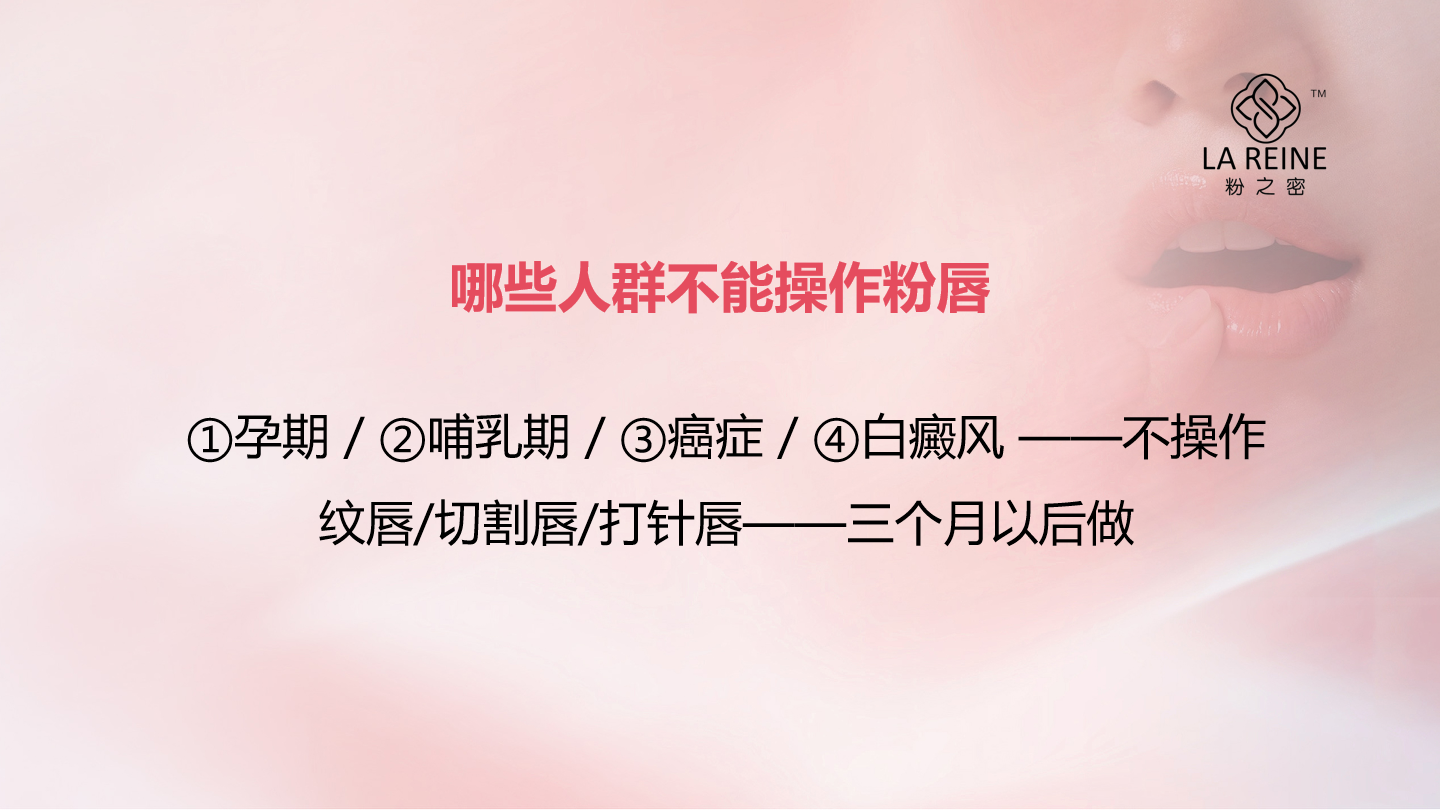 TM
LA REINE
粉之密
哪些人群不能操作粉唇
①孕期 / ②哺乳期 / ③癌症 / ④白癜风 ——不操作
纹唇/切割唇/打针唇——三个月以后做